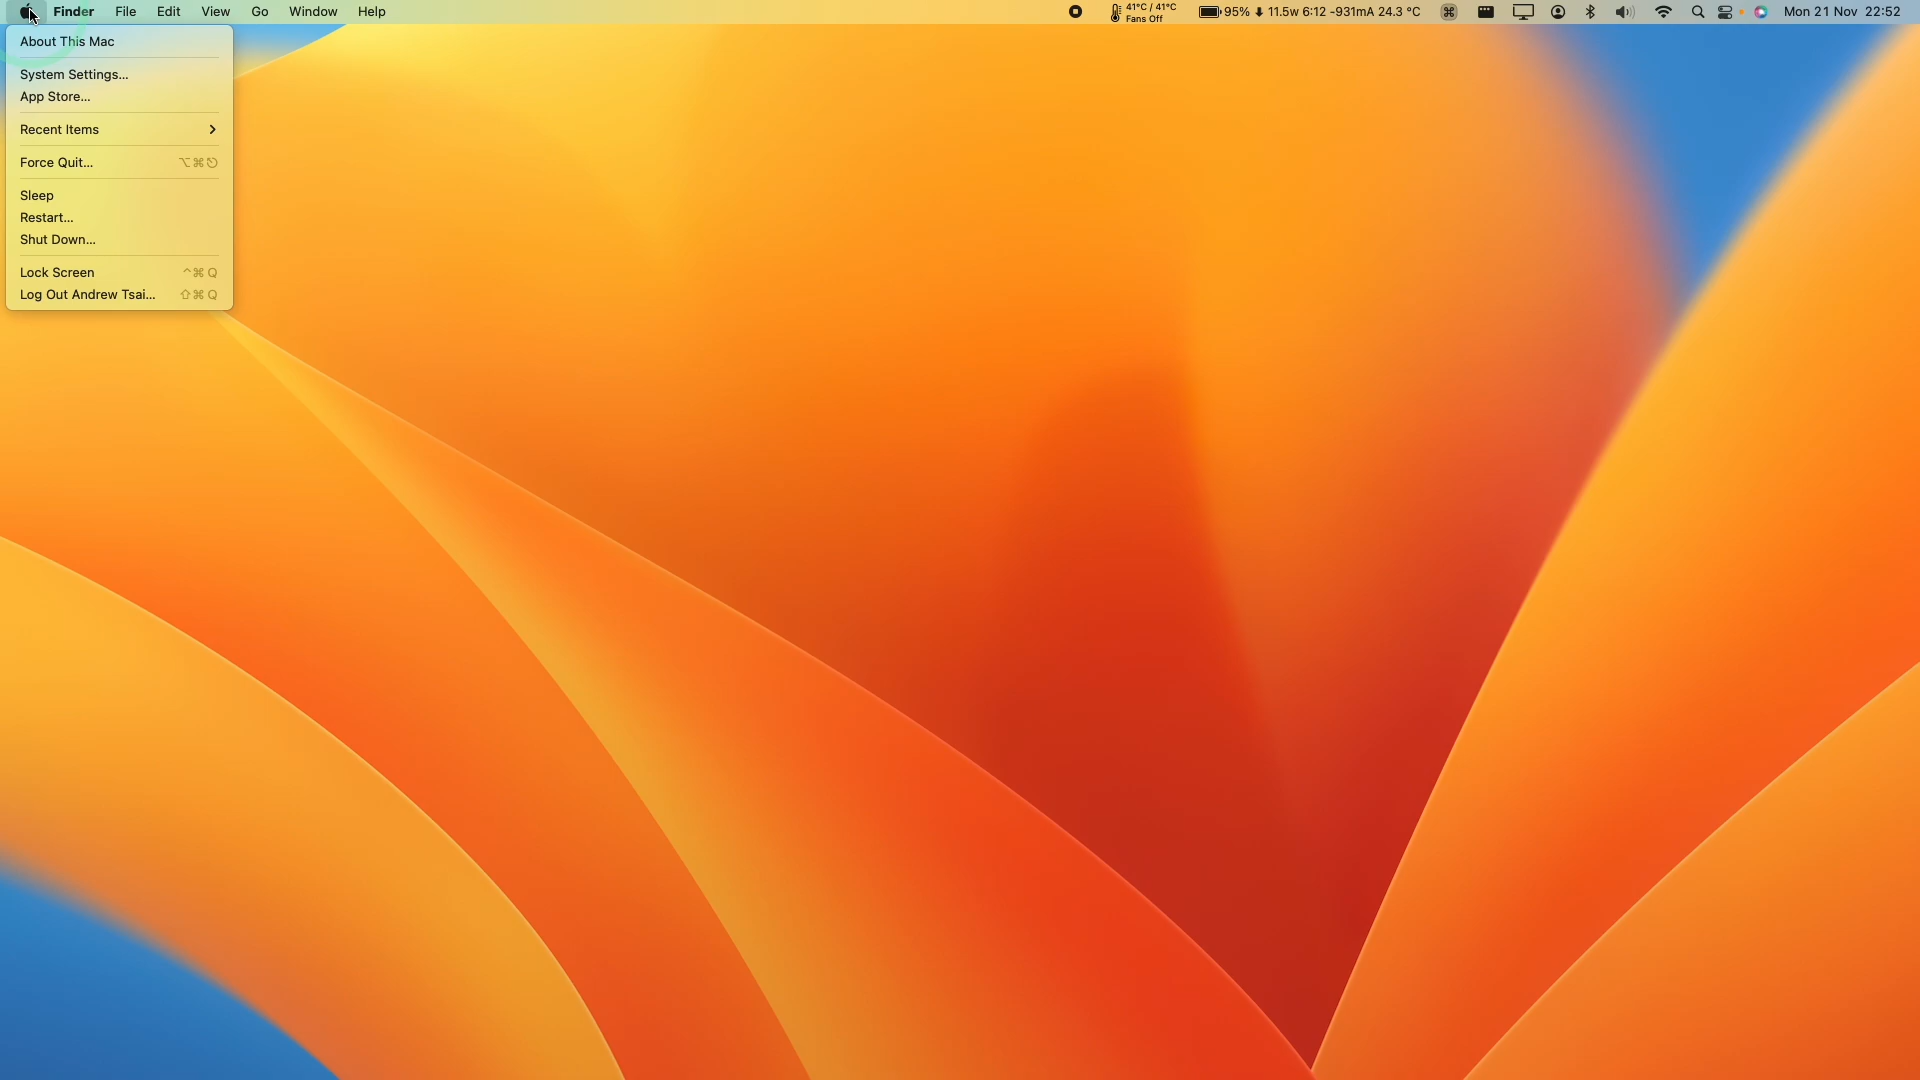 Finder File Edit View Go Window Help 41°C / 41°C Fans Off 95% 11.5w 6:12 -931mA 24.3 °C Mon 21 Nov 22:52
About This Mac
System Settings...
App Store...
Recent Items
Force Quit... ⌥⌘⎋
Sleep
Restart...
Shut Down...
Lock Screen ^⌘Q
Log Out Andrew Tsai... ⇧⌘Q